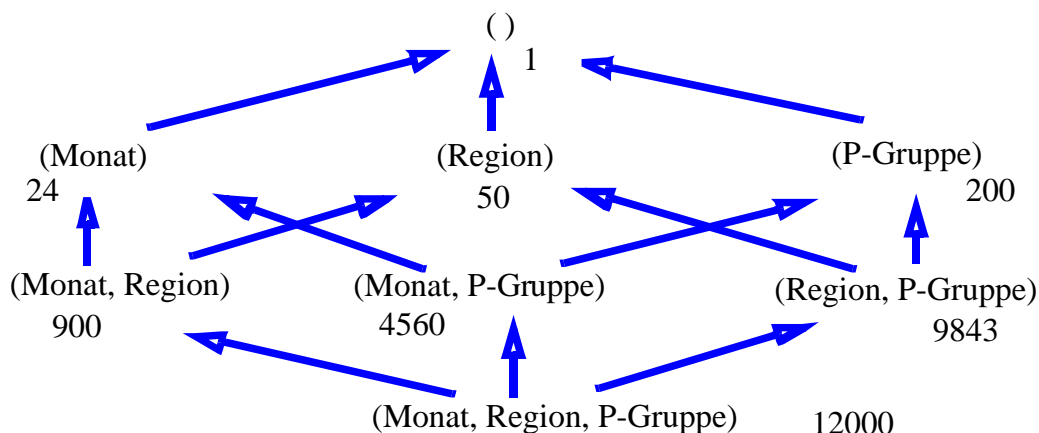 ( )
1
(Monat) (Region) (P-Gruppe)
24 50 200
(Monat, Region) (Monat, P-Gruppe) (Region, P-Gruppe)
900 4560 9843
(Monat, Region, P-Gruppe) 12000